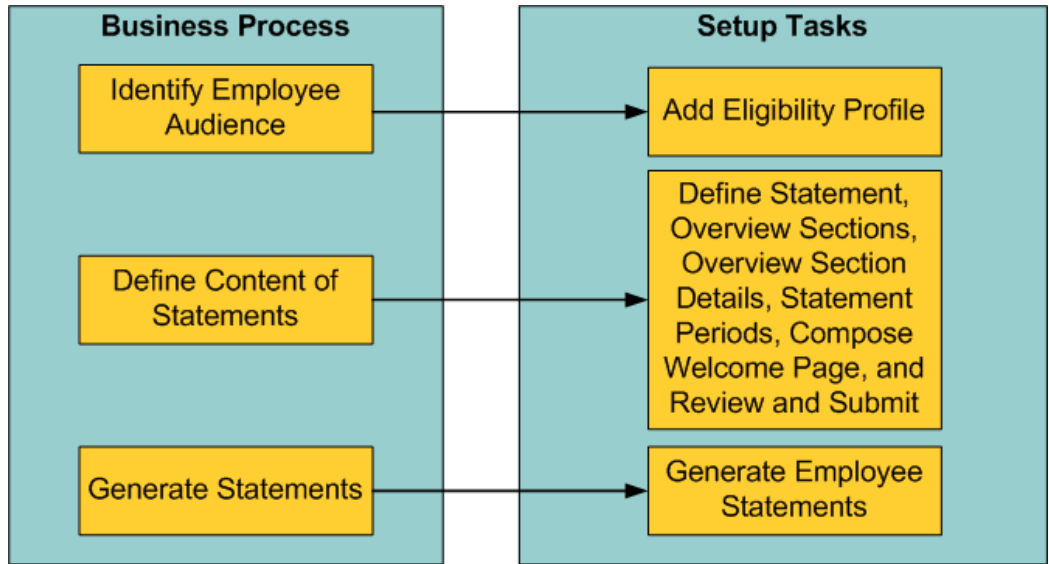 Business Process
Identify Employee
Audience
Define Content of
Statements
Generate Statements
Setup Tasks
Add Eligibility Profile
Define Statement,
Overview Sections,
Overview Section
Details, Statement
Periods, Compose
Welcome Page, and
Review and Submit
Generate Employee
Statements